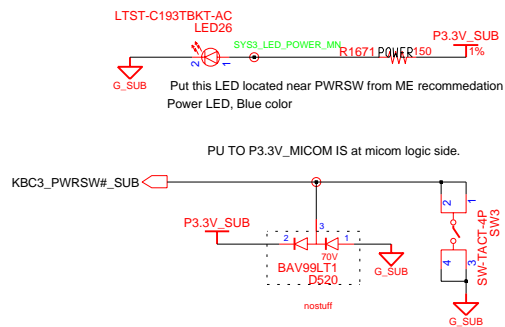 LTST-C193TBKT-AC
LED26
SYS3_LED_POWER_MN
P3.3V_SUB
R1671 POWER 150 1%
2 1
G_SUB
Put this LED located near PWRSW from ME recommedation
Power LED, Blue color
PU TO P3.3V_MICOM IS at micom logic side.
KBC3_PWRSW#_SUB
2 1
P3.3V_SUB
3
2 1
70V
BAV99LT1
D520
G_SUB
nostuff
SW-TACT-4P
SW3
4 3
G_SUB